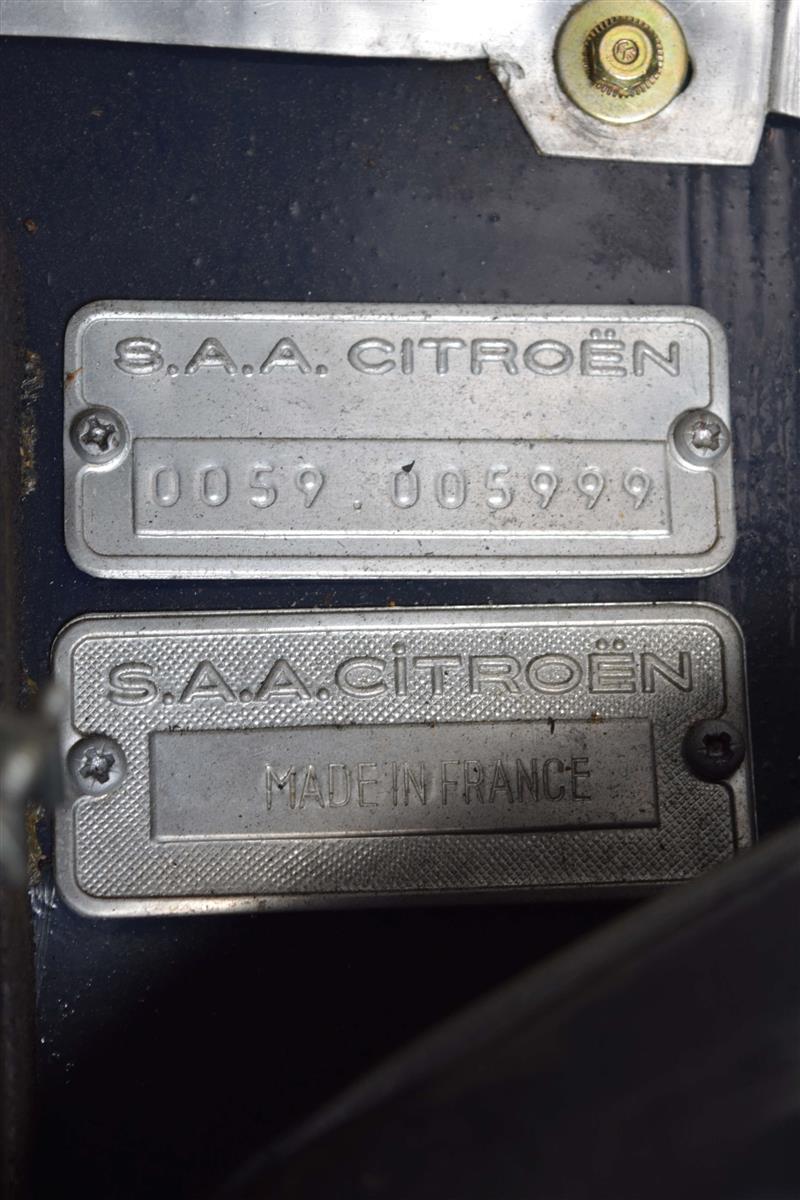 S.A.A. CITROËN
0059.005999
S.A.A.CiTROËN
MADE IN FRANCE